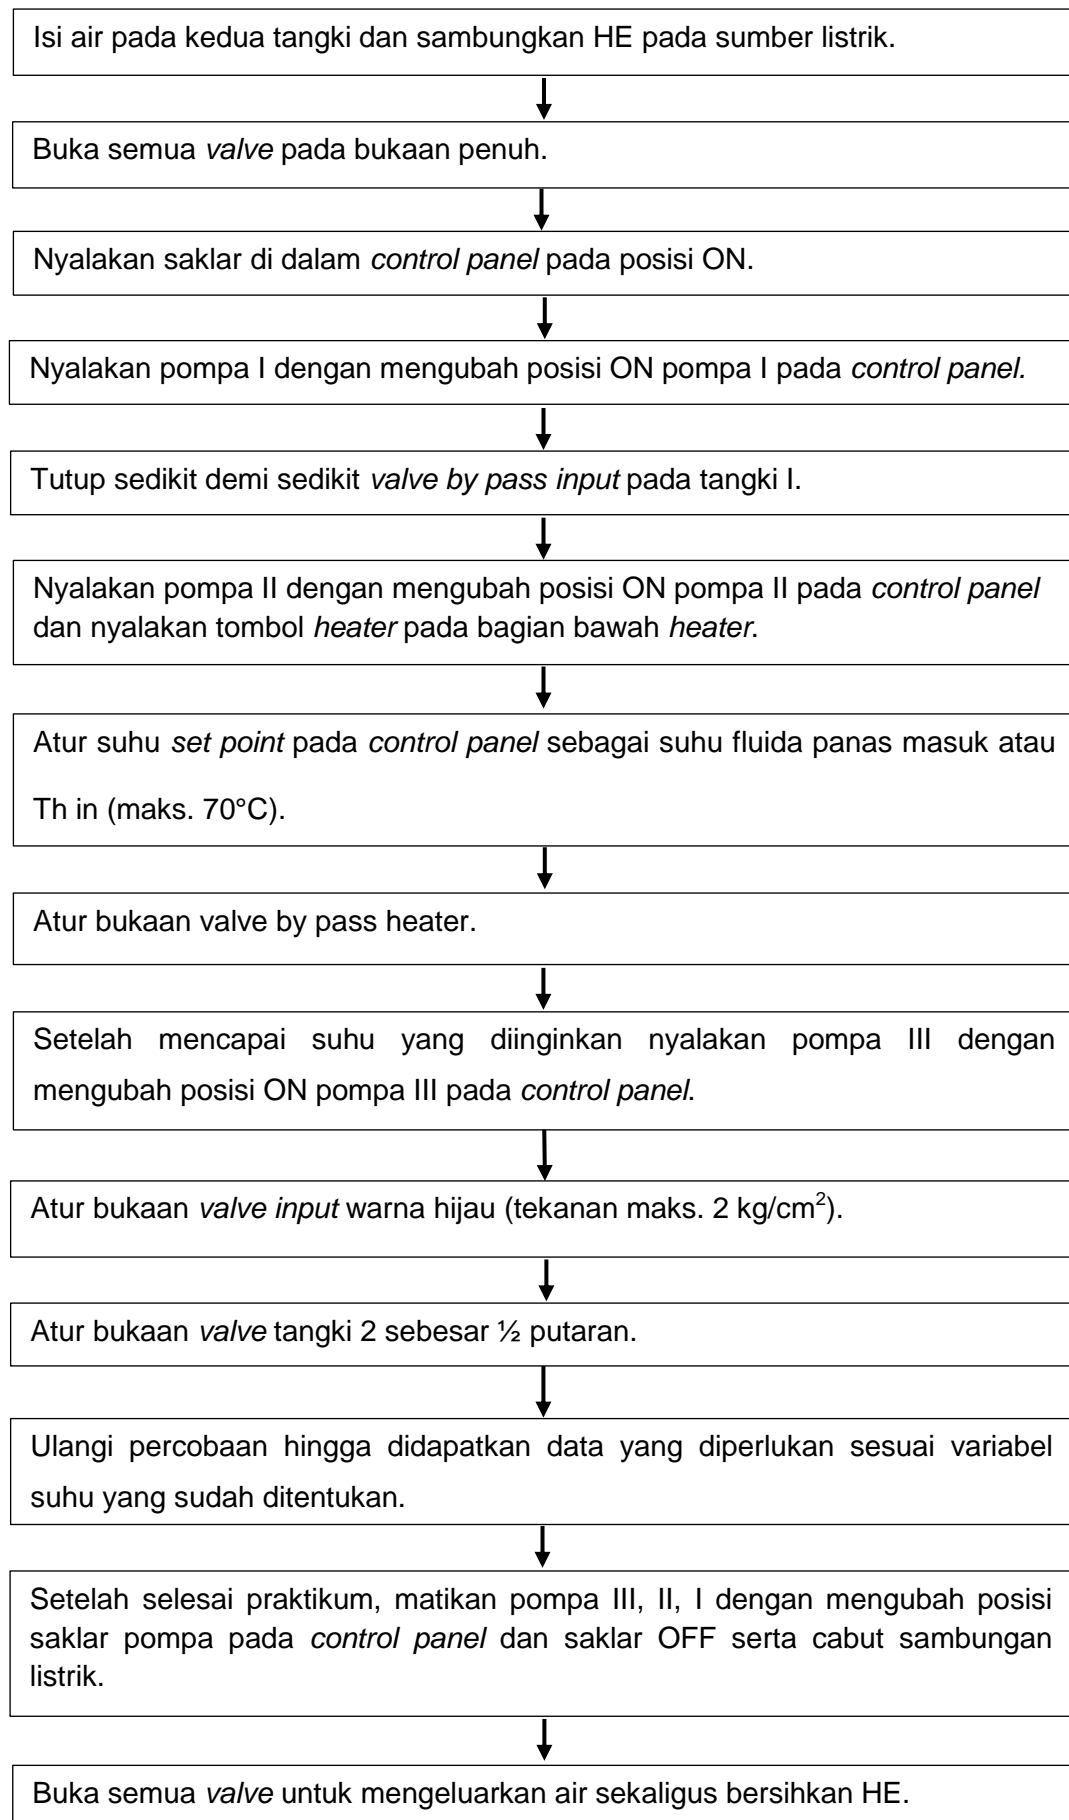 Isi air pada kedua tangki dan sambungkan HE pada sumber listrik.
Buka semua valve pada bukaan penuh.
Nyalakan saklar di dalam control panel pada posisi ON.
Nyalakan pompa I dengan mengubah posisi ON pompa I pada control panel.
Tutup sedikit demi sedikit valve by pass input pada tangki I.
Nyalakan pompa II dengan mengubah posisi ON pompa II pada control panel
dan nyalakan tombol heater pada bagian bawah heater.
Atur suhu set point pada control panel sebagai suhu fluida panas masuk atau
Th in (maks. 70°C).
Atur bukaan valve by pass heater.
Setelah mencapai suhu yang diinginkan nyalakan pompa III dengan
mengubah posisi ON pompa III pada control panel.
Atur bukaan valve input warna hijau (tekanan maks. 2 kg/cm²).
Atur bukaan valve tangki 2 sebesar ½ putaran.
Ulangi percobaan hingga didapatkan data yang diperlukan sesuai variabel
suhu yang sudah ditentukan.
Setelah selesai praktikum, matikan pompa III, II, I dengan mengubah posisi
saklar pompa pada control panel dan saklar OFF serta cabut sambungan
listrik.
Buka semua valve untuk mengeluarkan air sekaligus bersihkan HE.